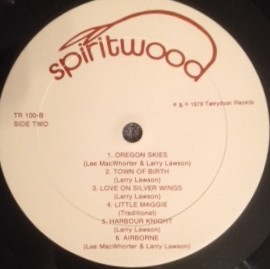 spiritwood
℗ & © 1979 Twinydson Records
TR 100-B
SIDE TWO
1. OREGON SKIES
(Lee MacWhorter & Larry Lawson)
2. TOWN OF BIRTH
(Larry Lawson)
3. LOVE ON SILVER WINGS
(Larry Lawson)
4. LITTLE MAGGIE
(Traditional)
5. HARBOUR KNIGHT
(Larry Lawson)
6. AIRBORNE
(Lee MacWhorter & Larry Lawson)